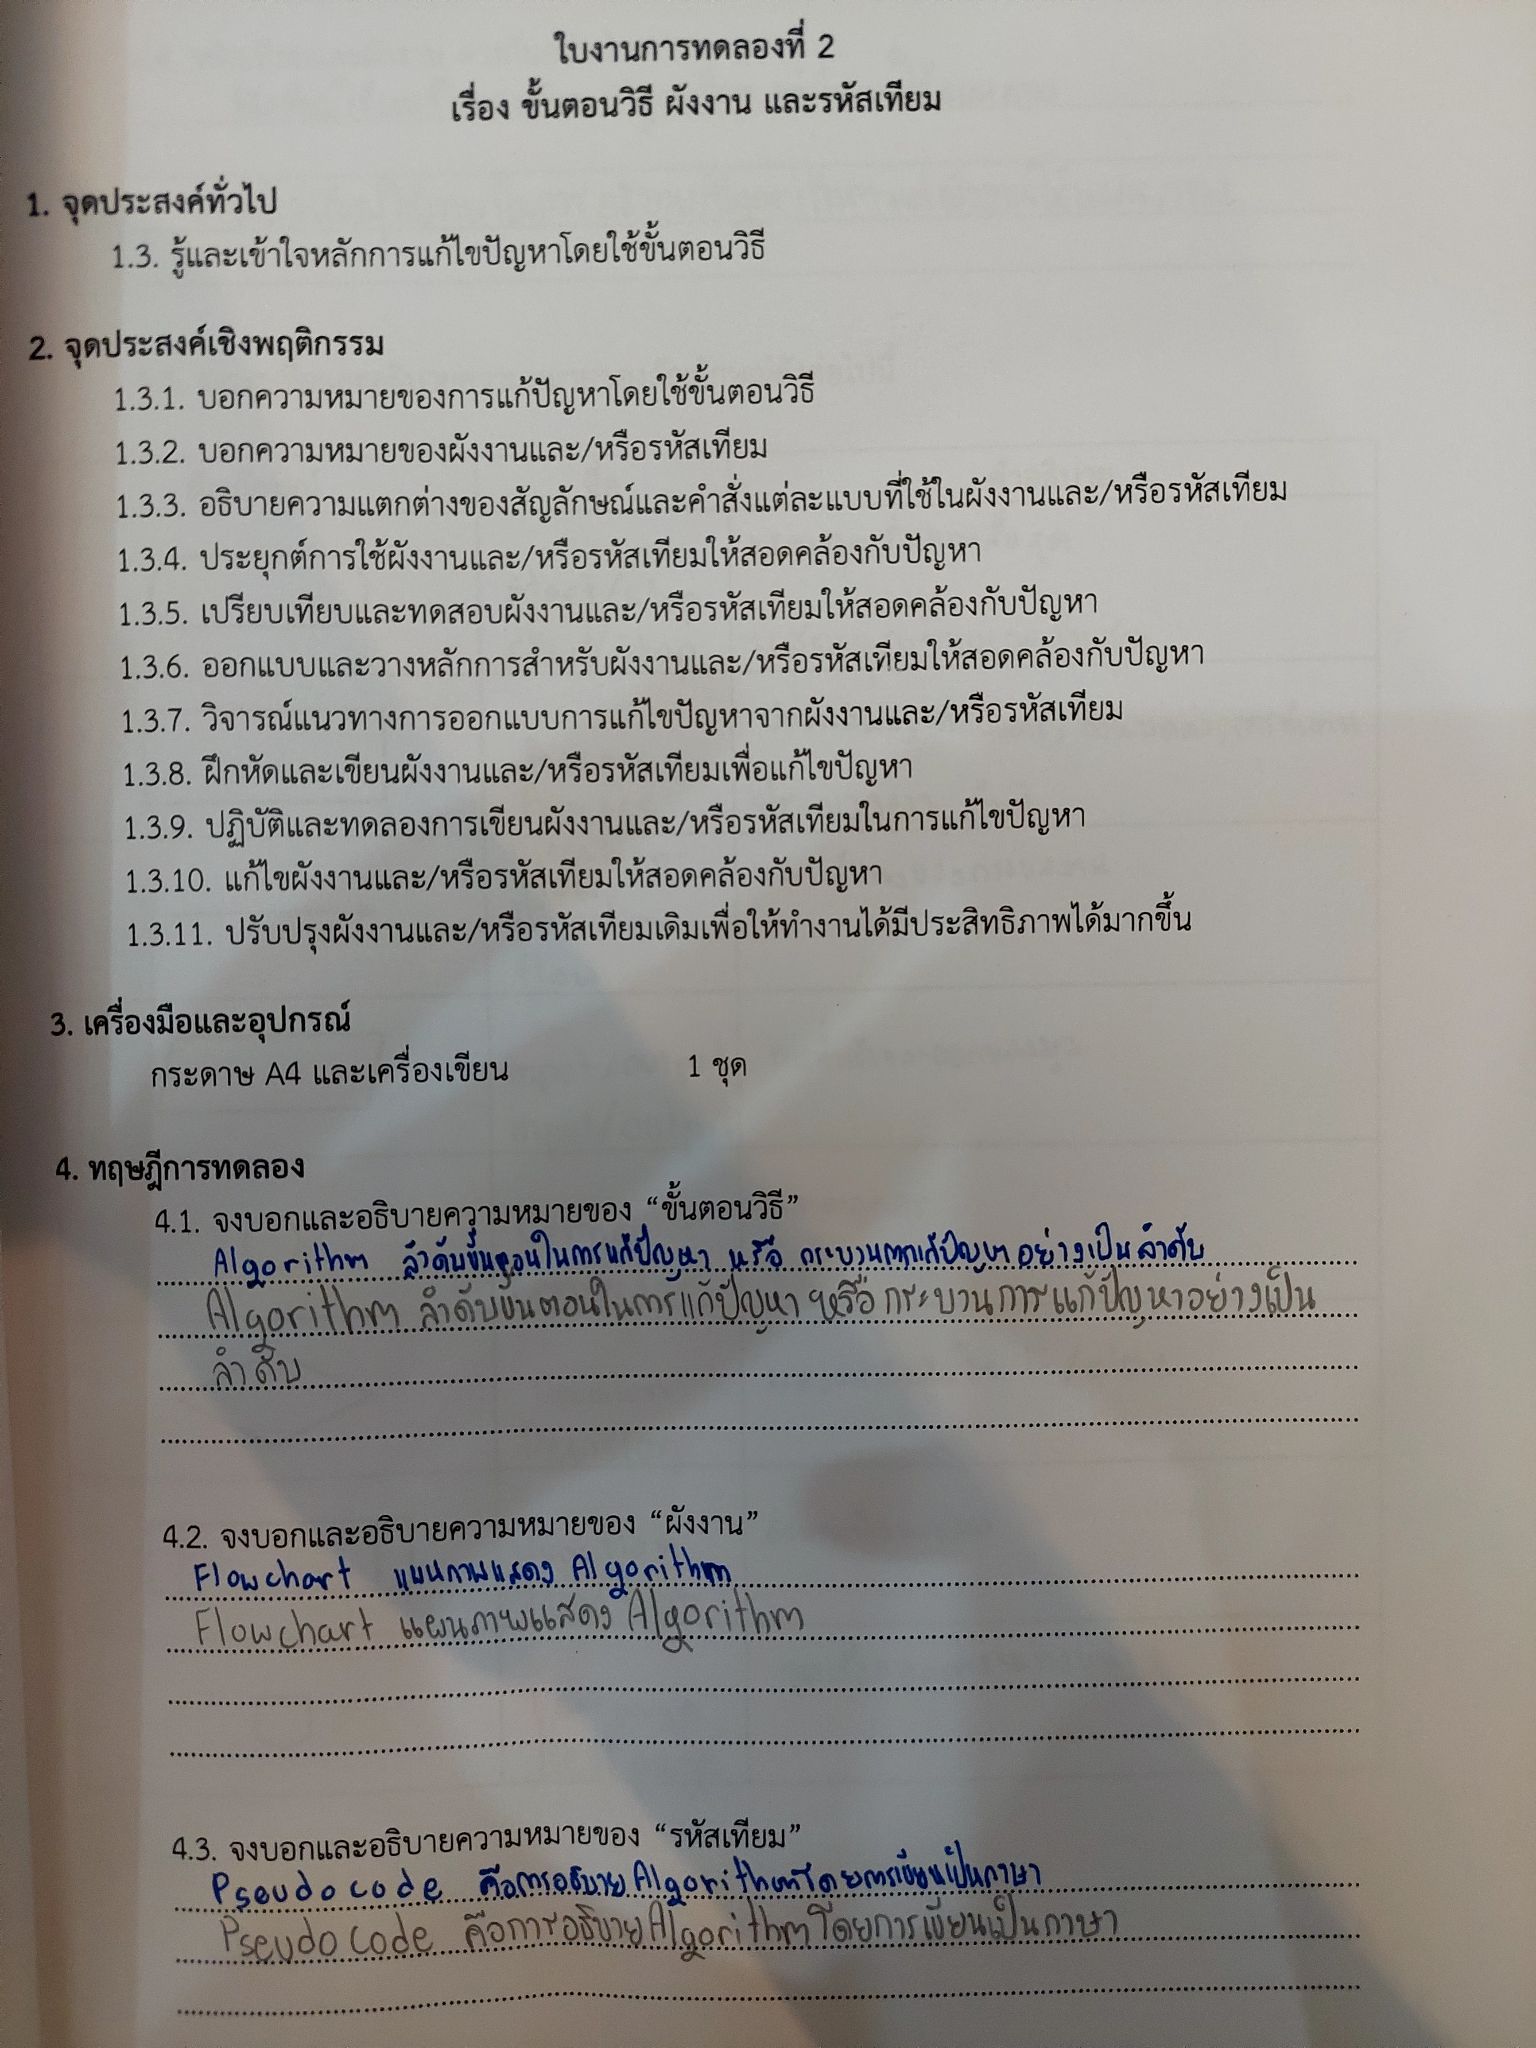 ใบงานการทดลองที่ 2
เรื่อง ขั้นตอนวิธี ผังงาน และรหัสเทียม
1. จุดประสงค์ทั่วไป
1.3. รู้และเข้าใจหลักการแก้ไขปัญหาโดยใช้ขั้นตอนวิธี
2. จุดประสงค์เชิงพฤติกรรม
1.3.1. บอกความหมายของการแก้ปัญหาโดยใช้ขั้นตอนวิธี
1.3.2. บอกความหมายของผังงานและ/หรือรหัสเทียม
1.3.3. อธิบายความแตกต่างของสัญลักษณ์และคำสั่งแต่ละแบบที่ใช้ในผังงานและ/หรือรหัสเทียม
1.3.4. ประยุกต์การใช้ผังงานและ/หรือรหัสเทียมให้สอดคล้องกับปัญหา
1.3.5. เปรียบเทียบและทดสอบผังงานและ/หรือรหัสเทียมให้สอดคล้องกับปัญหา
1.3.6. ออกแบบและวางหลักการสำหรับผังงานและ/หรือรหัสเทียมให้สอดคล้องกับปัญหา
1.3.7. วิจารณ์แนวทางการออกแบบการแก้ไขปัญหาจากผังงานและ/หรือรหัสเทียม
1.3.8. ฝึกหัดและเขียนผังงานและ/หรือรหัสเทียมเพื่อแก้ไขปัญหา
1.3.9. ปฏิบัติและทดลองการเขียนผังงานและ/หรือรหัสเทียมในการแก้ไขปัญหา
1.3.10. แก้ไขผังงานและ/หรือรหัสเทียมให้สอดคล้องกับปัญหา
1.3.11. ปรับปรุงผังงานและ/หรือรหัสเทียมเดิมเพื่อให้ทำงานได้มีประสิทธิภาพได้มากขึ้น
3. เครื่องมือและอุปกรณ์
กระดาษ A4 และเครื่องเขียน 1 ชุด
4. ทฤษฎีการทดลอง
4.1. จงบอกและอธิบายความหมายของ “ขั้นตอนวิธี”
Algorithm ลำดับขั้นตอนในการแก้ปัญหา หรือ กระบวนการแก้ปัญหาอย่างเป็นลำดับ
Algorithm ลำดับขั้นตอนในการแก้ปัญหา หรือ กระบวนการแก้ปัญหาอย่างเป็น
ลำดับ
4.2. จงบอกและอธิบายความหมายของ “ผังงาน”
Flowchart แผนภาพแสดง Algorithm
Flowchart แผนภาพแสดง Algorithm
4.3. จงบอกและอธิบายความหมายของ “รหัสเทียม”
Pseudo code คือการอธิบาย Algorithm โดยการเขียนเป็นภาษา
Pseudo code คือการอธิบาย Algorithm โดยการเขียนเป็นภาษา